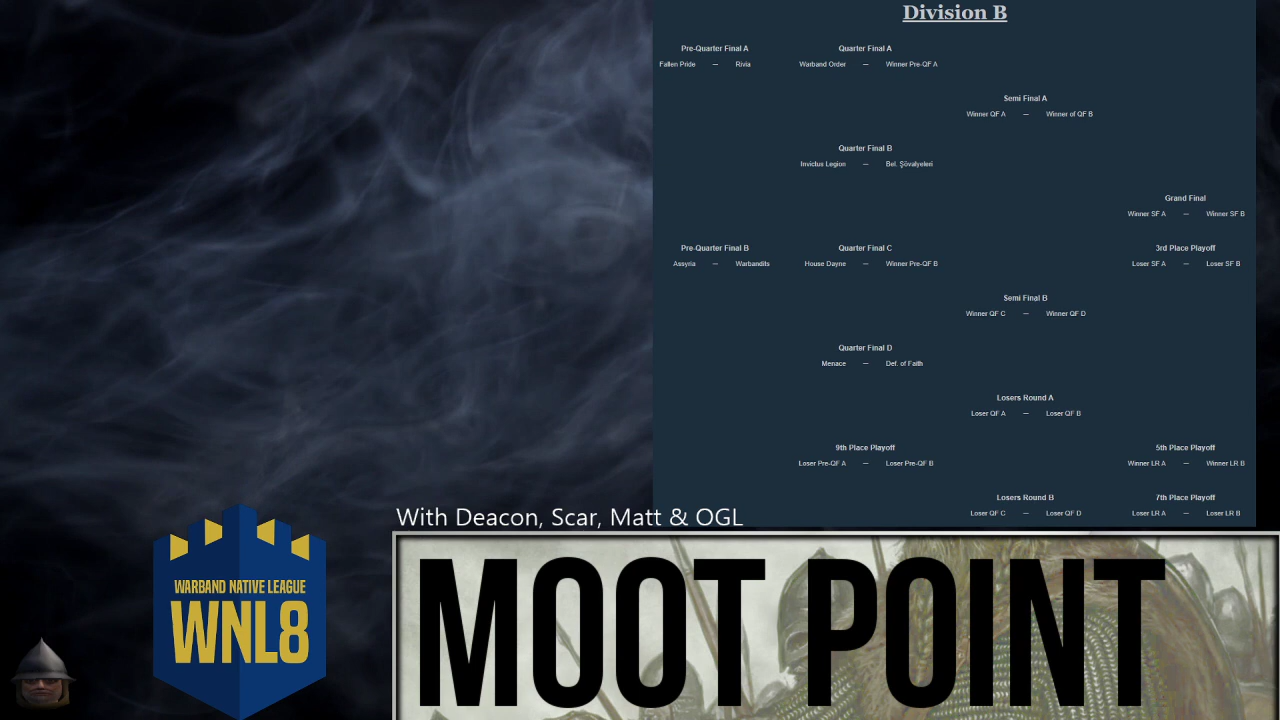 Division B
Pre-Quarter Final A
Quarter Final A
Fallen Pride — Rivia
Warband Order — Winner Pre-QF A
Semi Final A
Winner QF A — Winner of QF B
Quarter Final B
Invictus Legion — Bel. Şövalyeleri
Grand Final
Winner SF A — Winner SF B
Pre-Quarter Final B
Quarter Final C
3rd Place Playoff
Assyria — Warbandits
House Dayne — Winner Pre-QF B
Loser SF A — Loser SF B
Semi Final B
Winner QF C — Winner QF D
Quarter Final D
Menace — Def. of Faith
Losers Round A
Loser QF A — Loser QF B
9th Place Playoff
5th Place Playoff
Loser Pre-QF A — Loser Pre-QF B
Winner LR A — Winner LR B
Losers Round B
7th Place Playoff
Loser QF C — Loser QF D
Loser LR A — Loser LR B
With Deacon, Scar, Matt & OGL
MOOT POINT
WARBAND NATIVE LEAGUE
WNL8